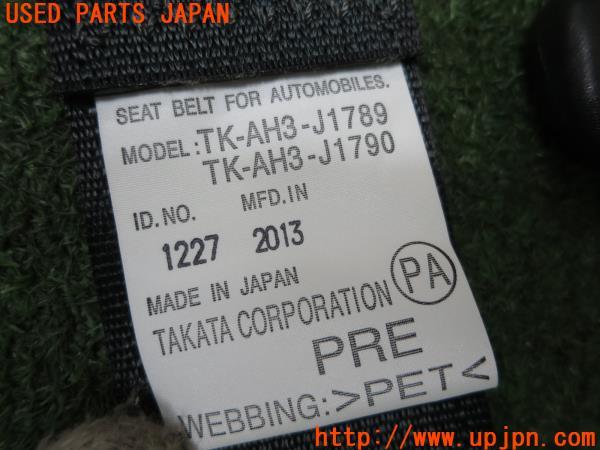 USED PARTS JAPAN
SEAT BELT FOR AUTOMOBILES.
MODEL:TK-AH3-J1789
TK-AH3-J1790
ID.NO. MFD.IN
1227 2013
MADE IN JAPAN
TAKATA CORPORATION PA
PRE
WEBBING:>PET<
www.upjpn.com